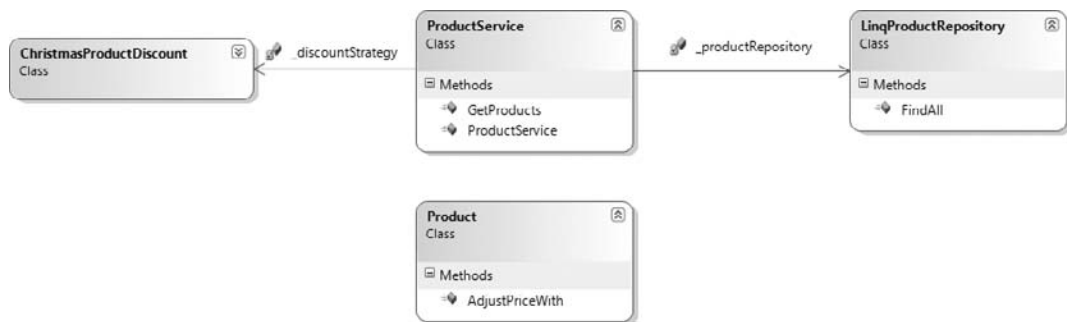 ChristmasProductDiscount
Class
_discountStrategy
ProductService
Class
Methods
GetProducts
ProductService
_productRepository
LinqProductRepository
Class
Methods
FindAll
Product
Class
Methods
AdjustPriceWith